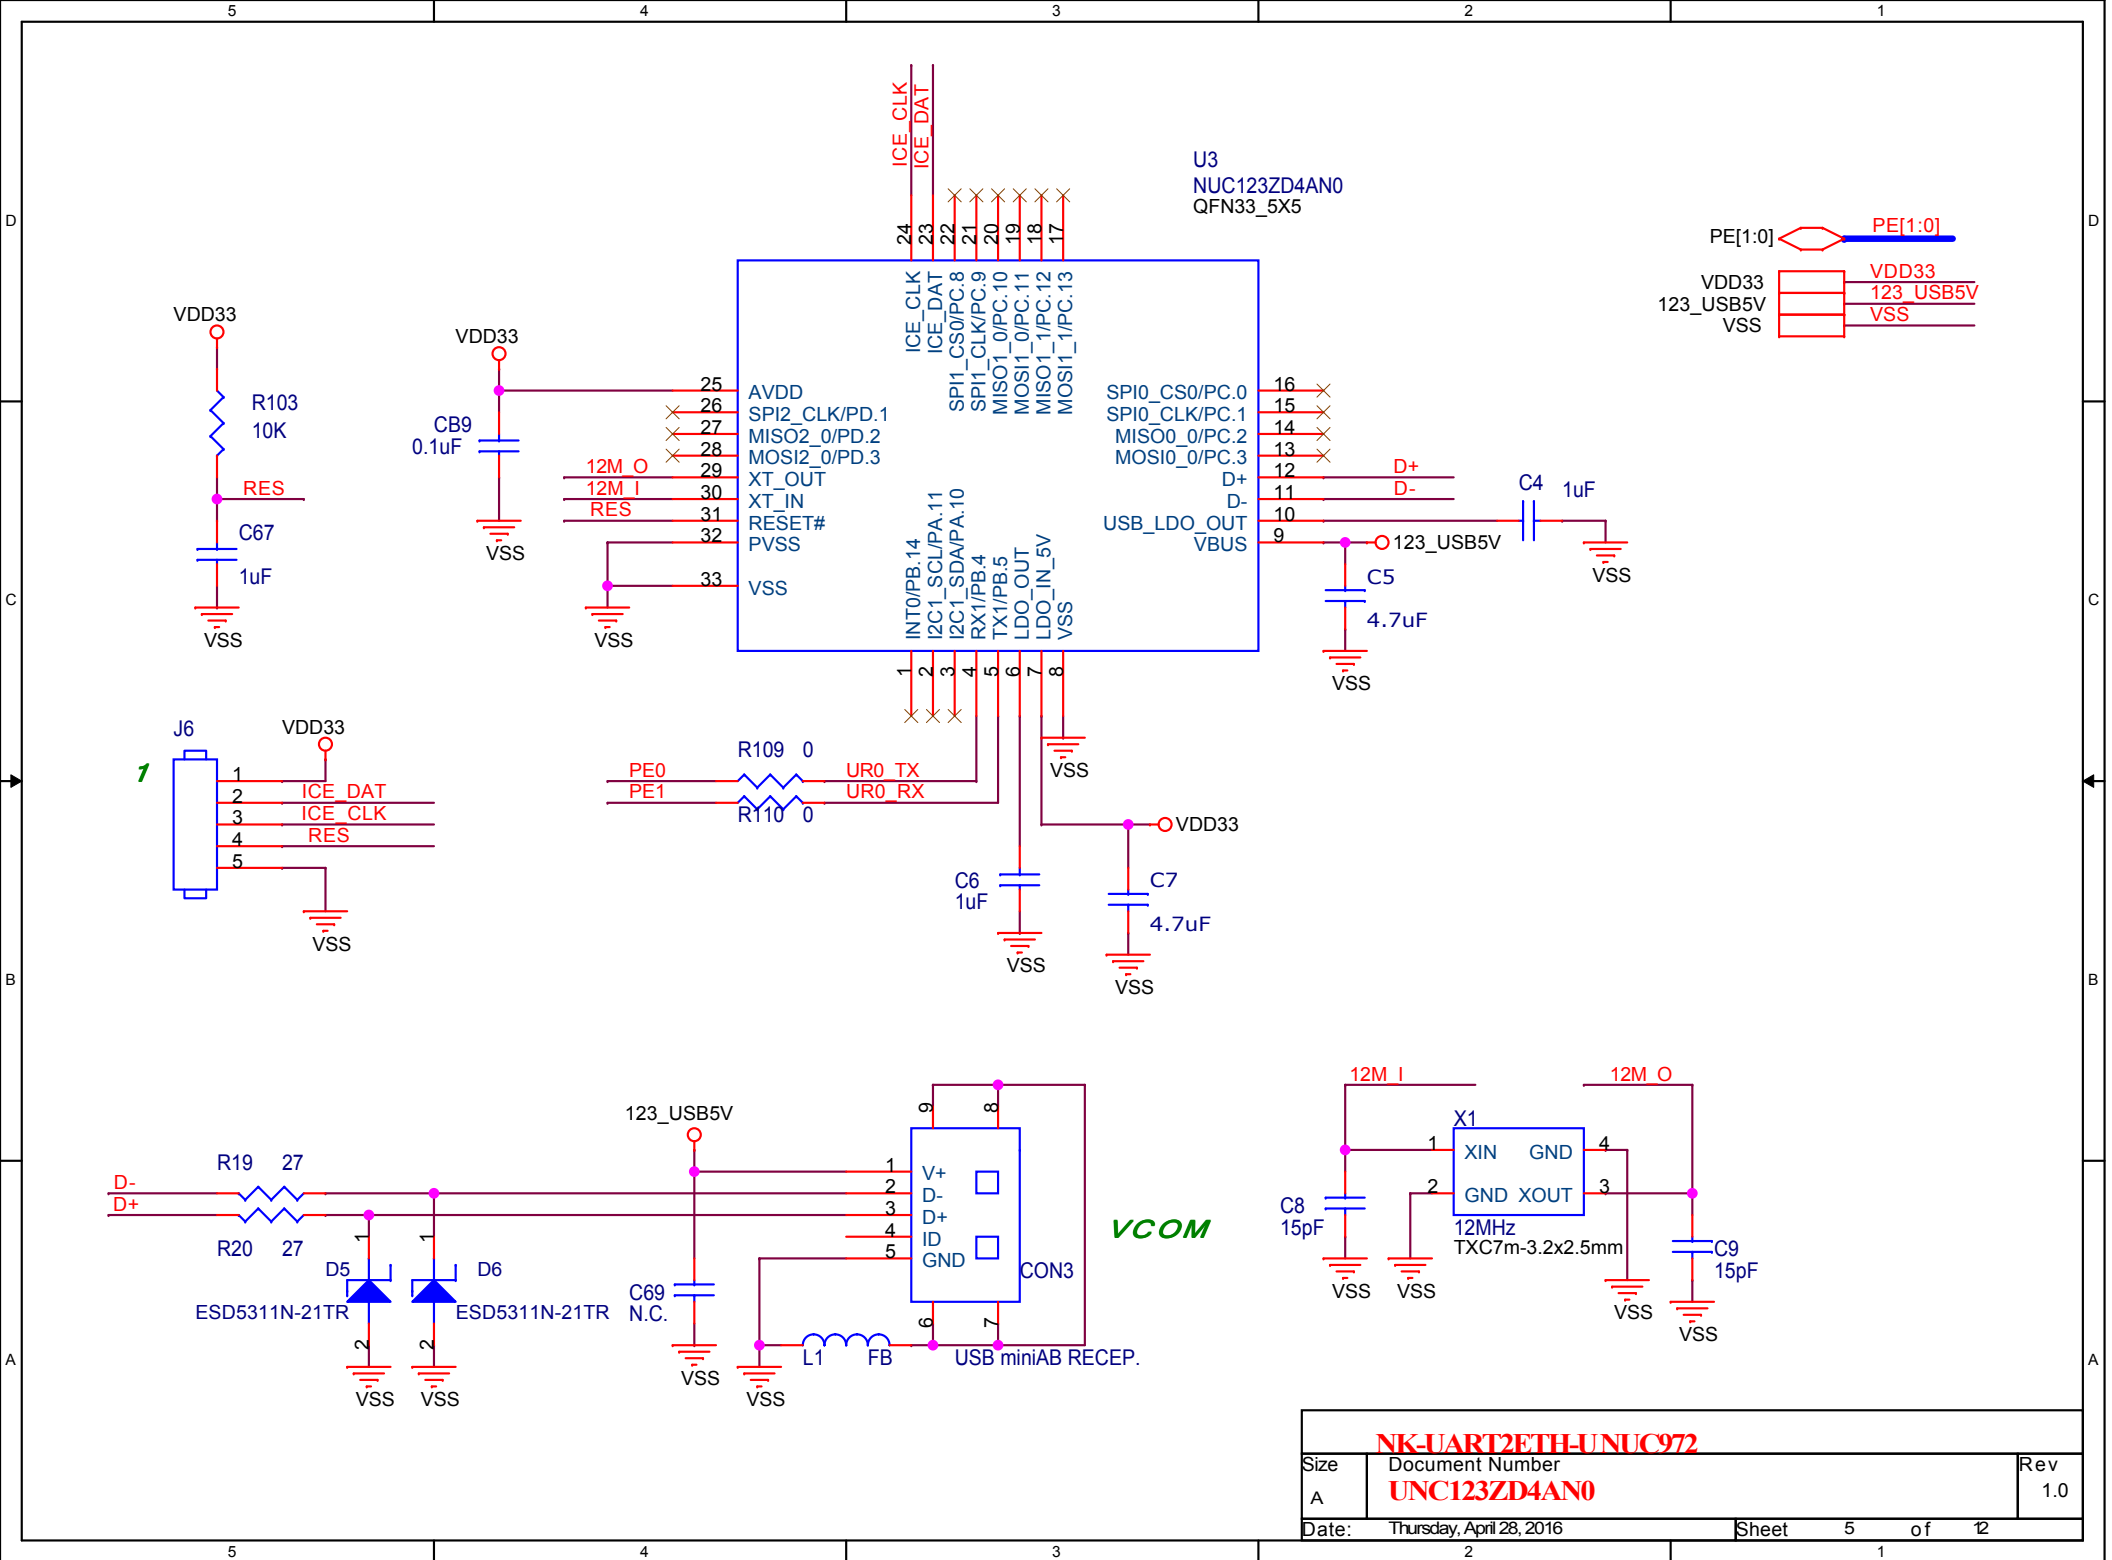 5 4 3 2 1
D
D
C
C
B
B
A
A
ICE_CLK
ICE_DAT
U3
NUC123ZD4AN0
QFN33_5X5
24 23 22 21 20 19 18 17
ICE_CLK
ICE_DAT
SPI1_CS0/PC.8
SPI1_CLK/PC.9
MISO1_0/PC.10
MOSI1_0/PC.11
MISO1_1/PC.12
MOSI1_1/PC.13
PE[1:0] PE[1:0]
VDD33 VDD33
123_USB5V 123_USB5V
VSS VSS
VDD33
R103
10K
RES
C67
1uF
VSS
VDD33
CB9
0.1uF
VSS
25 AVDD
26 SPI2_CLK/PD.1
27 MISO2_0/PD.2
28 MOSI2_0/PD.3
12M_O 29 XT_OUT
12M_I 30 XT_IN
RES 31 RESET#
32 PVSS
33 VSS
VSS
SPI0_CS0/PC.0 16
SPI0_CLK/PC.1 15
MISO0_0/PC.2 14
MOSI0_0/PC.3 13
D+ 12 D+
D- 11 D-
USB_LDO_OUT 10
VBUS 9 123_USB5V
C4 1uF
VSS
C5
4.7uF
VSS
INT0/PB.14
I2C1_SCL/PA.11
I2C1_SDA/PA.10
RX1/PB.4
TX1/PB.5
LDO_OUT
LDO_IN_5V
VSS
1 2 3 4 5 6 7 8
VSS
J6
1
VDD33
1
2 ICE_DAT
3 ICE_CLK
4 RES
5
VSS
R109 0
PE0 UR0_TX
PE1 UR0_RX
R110 0
VDD33
C6
1uF
VSS
C7
4.7uF
VSS
R19 27
D-
D+
R20 27
D5
ESD5311N-21TR
1
2
VSS
D6
ESD5311N-21TR
1
2
VSS
123_USB5V
C69
N.C.
VSS
9 8
1 V+
2 D-
3 D+
4 ID
5 GND
6 7
CON3
USB miniAB RECEP.
L1 FB
VSS
VCOM
12M_I 12M_O
X1
1 XIN GND 4
2 GND XOUT 3
12MHz
TXC7m-3.2x2.5mm
C8
15pF
VSS
VSS
VSS
C9
15pF
VSS
NK-UART2ETH-U NUC972
Size Document Number Rev
A UNC123ZD4AN0 1.0
Date: Thursday, April 28, 2016 Sheet 5 of 12
5 4 3 2 1